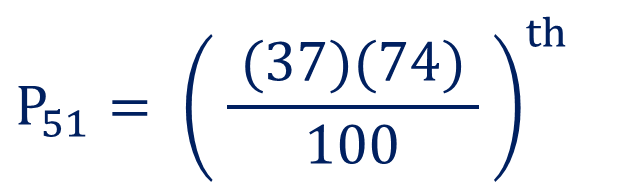 P₅₁ = ( (37)(74) / 100 )ᵗʰ